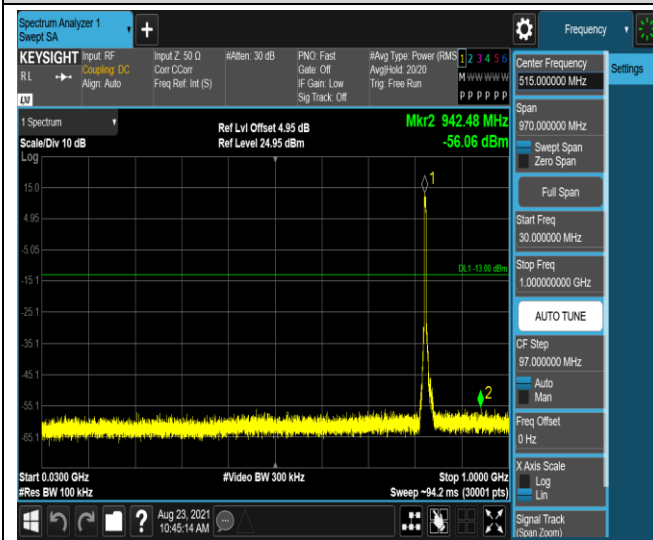 Spectrum Analyzer 1
Swept SA
+
Frequency
KEYSIGHT
RL
LXI
Input: RF
Coupling: DC
Align: Auto
Input Z: 50 Ω
Corr CCorr
Freq Ref: Int (S)
#Atten: 30 dB
PNO: Fast
Gate: Off
IF Gain: Low
Sig Track: Off
#Avg Type: Power (RMS)
Avg|Hold: 20/20
Trig: Free Run
1 2 3 4 5 6
M W W W W W
P P P P P P
1 Spectrum
Scale/Div 10 dB
Log
Ref Lvl Offset 4.95 dB
Ref Level 24.95 dBm
Mkr2 942.48 MHz
-56.06 dBm
15.0
4.95
-5.05
-15.1
-25.1
-35.1
-45.1
-55.1
-65.1
1
DL1 -13.00 dBm
2
Start 0.0300 GHz
#Res BW 100 kHz
#Video BW 300 kHz
Stop 1.0000 GHz
Sweep ~94.2 ms (30001 pts)
?
Aug 23, 2021
10:45:14 AM
Center Frequency
515.000000 MHz
Settings
Span
970.000000 MHz
Swept Span
Zero Span
Full Span
Start Freq
30.000000 MHz
Stop Freq
1.000000000 GHz
AUTO TUNE
CF Step
97.000000 MHz
Auto
Man
Freq Offset
0 Hz
X Axis Scale
Log
Lin
Signal Track
(Span Zoom)